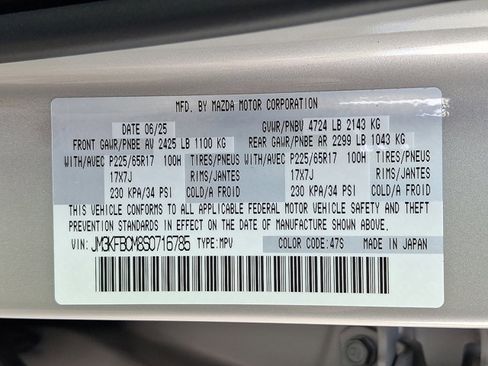 MFD. BY MAZDA MOTOR CORPORATION
DATE 06/25 GVWR/PNBV 4724 LB 2143 KG
FRONT GAWR/PNBE AV 2425 LB 1100 KG REAR GAWR/PNBE AR 2299 LB 1043 KG
WITH/AVEC P225/65R17 100H TIRES/PNEUS WITH/AVEC P225/65R17 100H TIRES/PNEUS
17X7J RIMS/JANTES 17X7J RIMS/JANTES
230 KPA/34 PSI COLD/A FROID 230 KPA/34 PSI COLD/A FROID
THIS VEHICLE CONFORMS TO ALL APPLICABLE FEDERAL MOTOR VEHICLE SAFETY AND THEFT
PREVENTION STANDARDS IN EFFECT ON THE DATE OF MANUFACTURE SHOWN ABOVE.
VIN: JM3KFBCM8S0716785 TYPE: MPV COLOR CODE: 47S MADE IN JAPAN